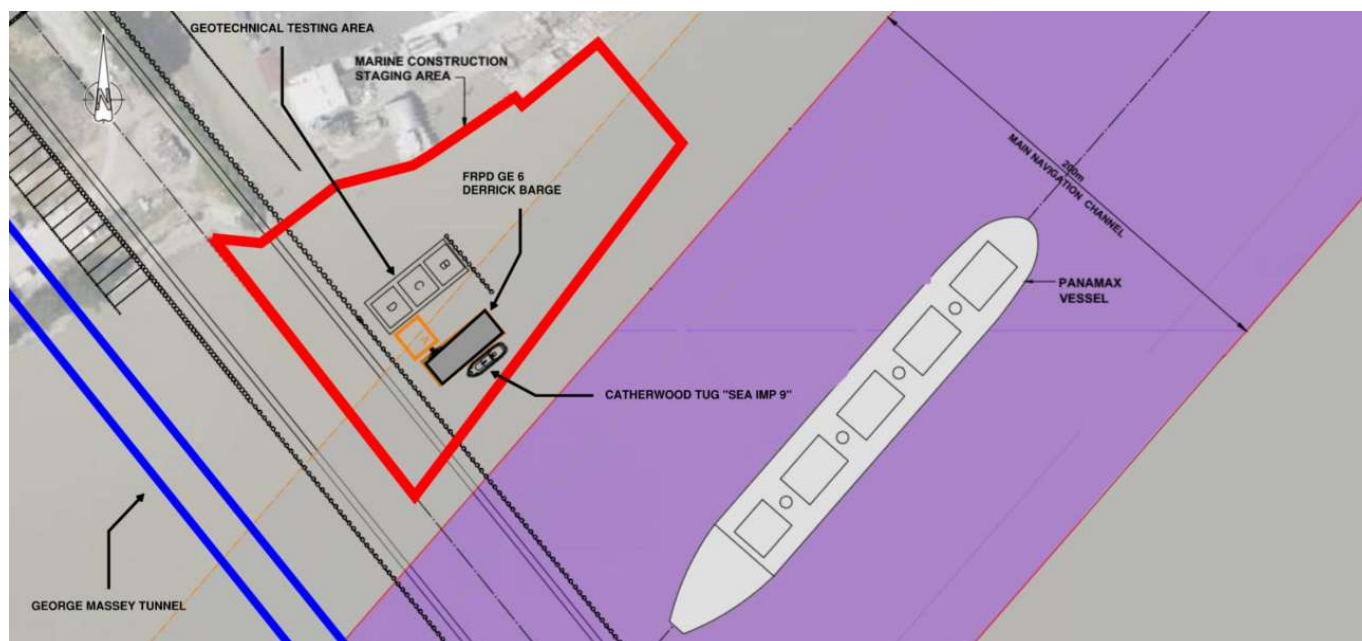 GEOTECHNICAL TESTING AREA
MARINE CONSTRUCTION
STAGING AREA
N
FRPD GE 6
DERRICK BARGE
200m
MAIN NAVIGATION CHANNEL
B
C
D
A
PANAMAX
VESSEL
CATHERWOOD TUG "SEA IMP 9"
GEORGE MASSEY TUNNEL